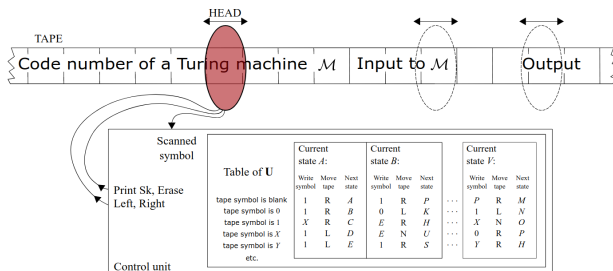 HEAD
TAPE
Code number of a Turing machine ℳ Input to ℳ Output
Scanned
symbol
Print Sk, Erase
Left, Right
Control unit
Table of U
Current state A: Current state B: Current state V:
Write symbol Move tape Next state Write symbol Move tape Next state Write symbol Move tape Next state
tape symbol is blank 1 R A 1 R P ··· P R M
tape symbol is 0 1 R B 0 L K ··· 1 L N
tape symbol is 1 X R C E R H ··· X N O
tape symbol is X 1 L D E N U ··· 0 R P
tape symbol is Y 1 L E 1 R S ··· Y R H
etc.